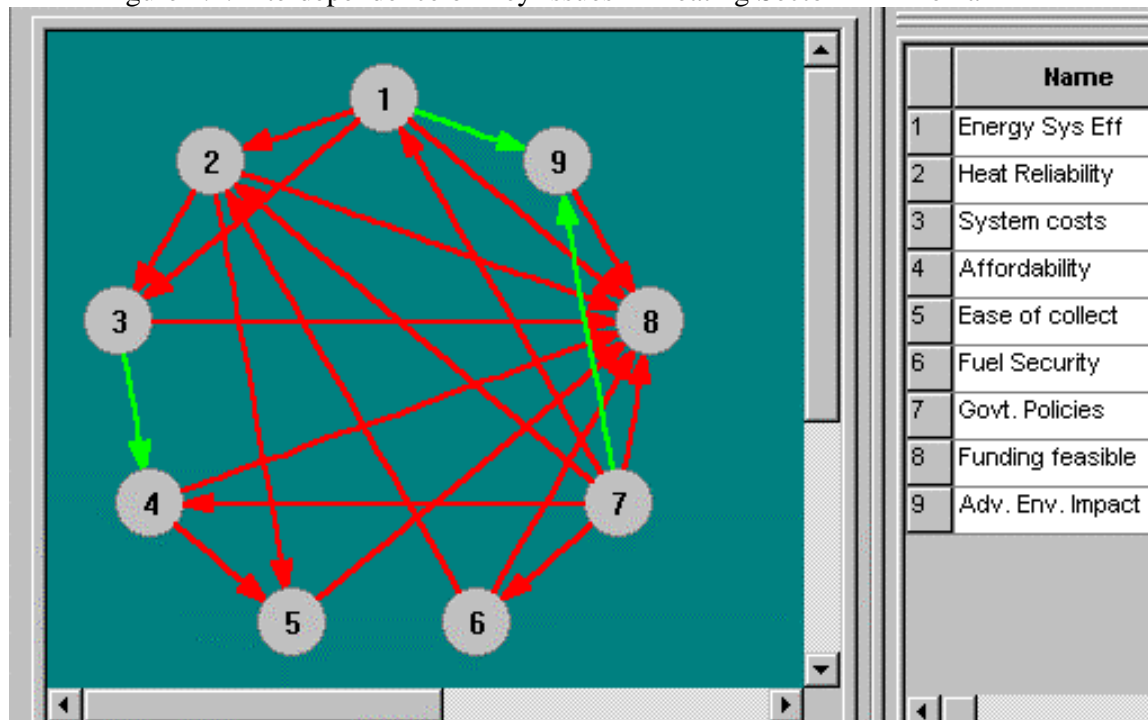 1
2
9
3
8
4
7
5
6
Name
1 Energy Sys Eff
2 Heat Reliability
3 System costs
4 Affordability
5 Ease of collect
6 Fuel Security
7 Govt. Policies
8 Funding feasible
9 Adv. Env. Impact